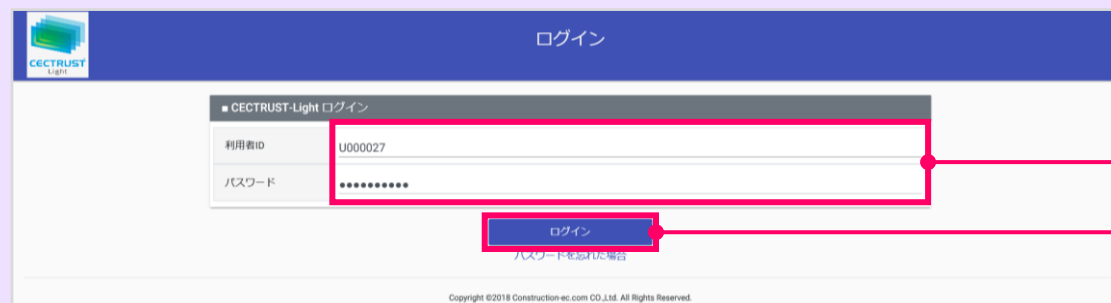 CECTRUST
Light
ログイン
■ CECTRUST-Light ログイン
利用者ID
U000027
パスワード
••••••••••
ログイン
パスワードを忘れた場合
Copyright ©2018 Construction-ec.com CO.,Ltd. All Rights Reserved.